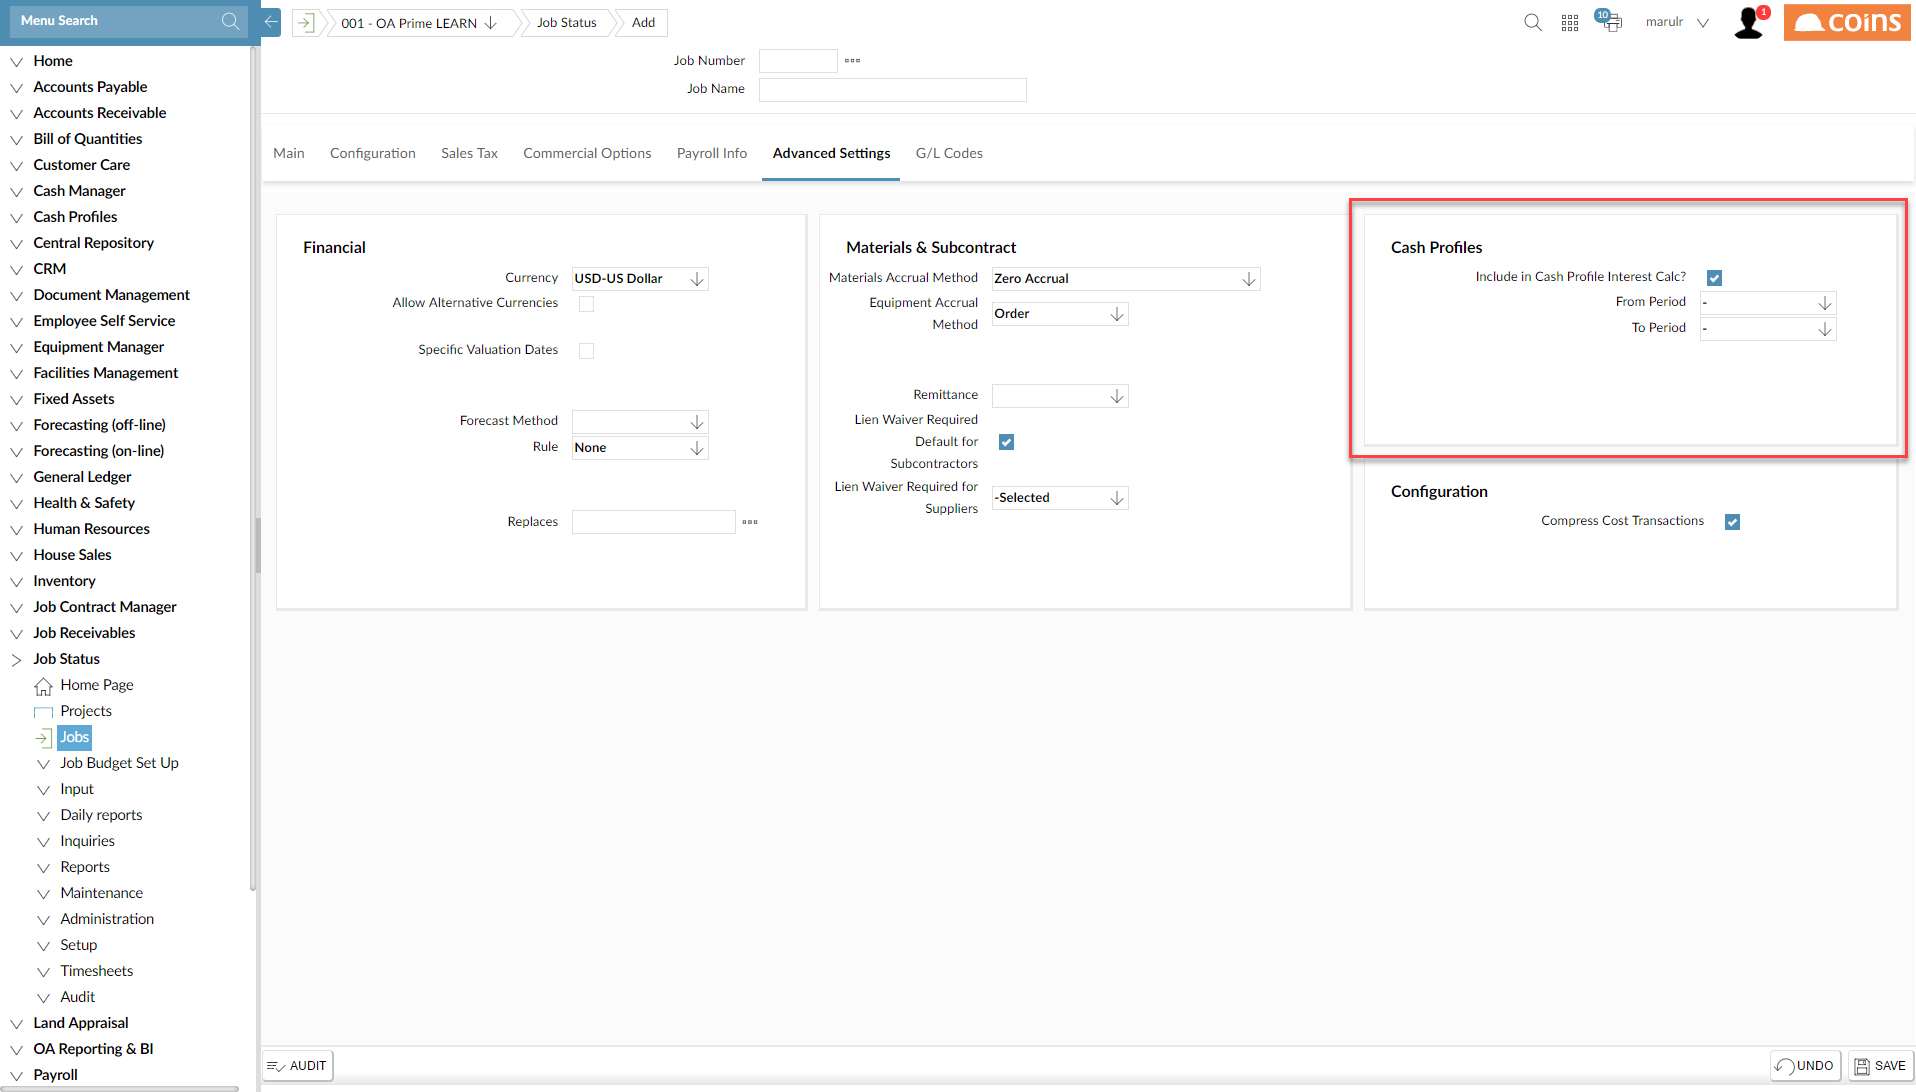 Menu Search
001 - OA Prime LEARN
Job Status
Add
10
marulr
1
coins
Home
Accounts Payable
Accounts Receivable
Bill of Quantities
Customer Care
Cash Manager
Cash Profiles
Central Repository
CRM
Document Management
Employee Self Service
Equipment Manager
Facilities Management
Fixed Assets
Forecasting (off-line)
Forecasting (on-line)
General Ledger
Health & Safety
Human Resources
House Sales
Inventory
Job Contract Manager
Job Receivables
Job Status
Home Page
Projects
Jobs
Job Budget Set Up
Input
Daily reports
Inquiries
Reports
Maintenance
Administration
Setup
Timesheets
Audit
Land Appraisal
OA Reporting & BI
Payroll
Job Number
Job Name
Main
Configuration
Sales Tax
Commercial Options
Payroll Info
Advanced Settings
G/L Codes
Financial
Currency USD-US Dollar
Allow Alternative Currencies
Specific Valuation Dates
Forecast Method
Rule None
Replaces
Materials & Subcontract
Materials Accrual Method Zero Accrual
Equipment Accrual
Method
Order
Remittance
Lien Waiver Required
Default for
Subcontractors
Lien Waiver Required for
Suppliers
-Selected
Cash Profiles
Include in Cash Profile Interest Calc?
From Period -
To Period -
Configuration
Compress Cost Transactions
AUDIT
UNDO
SAVE